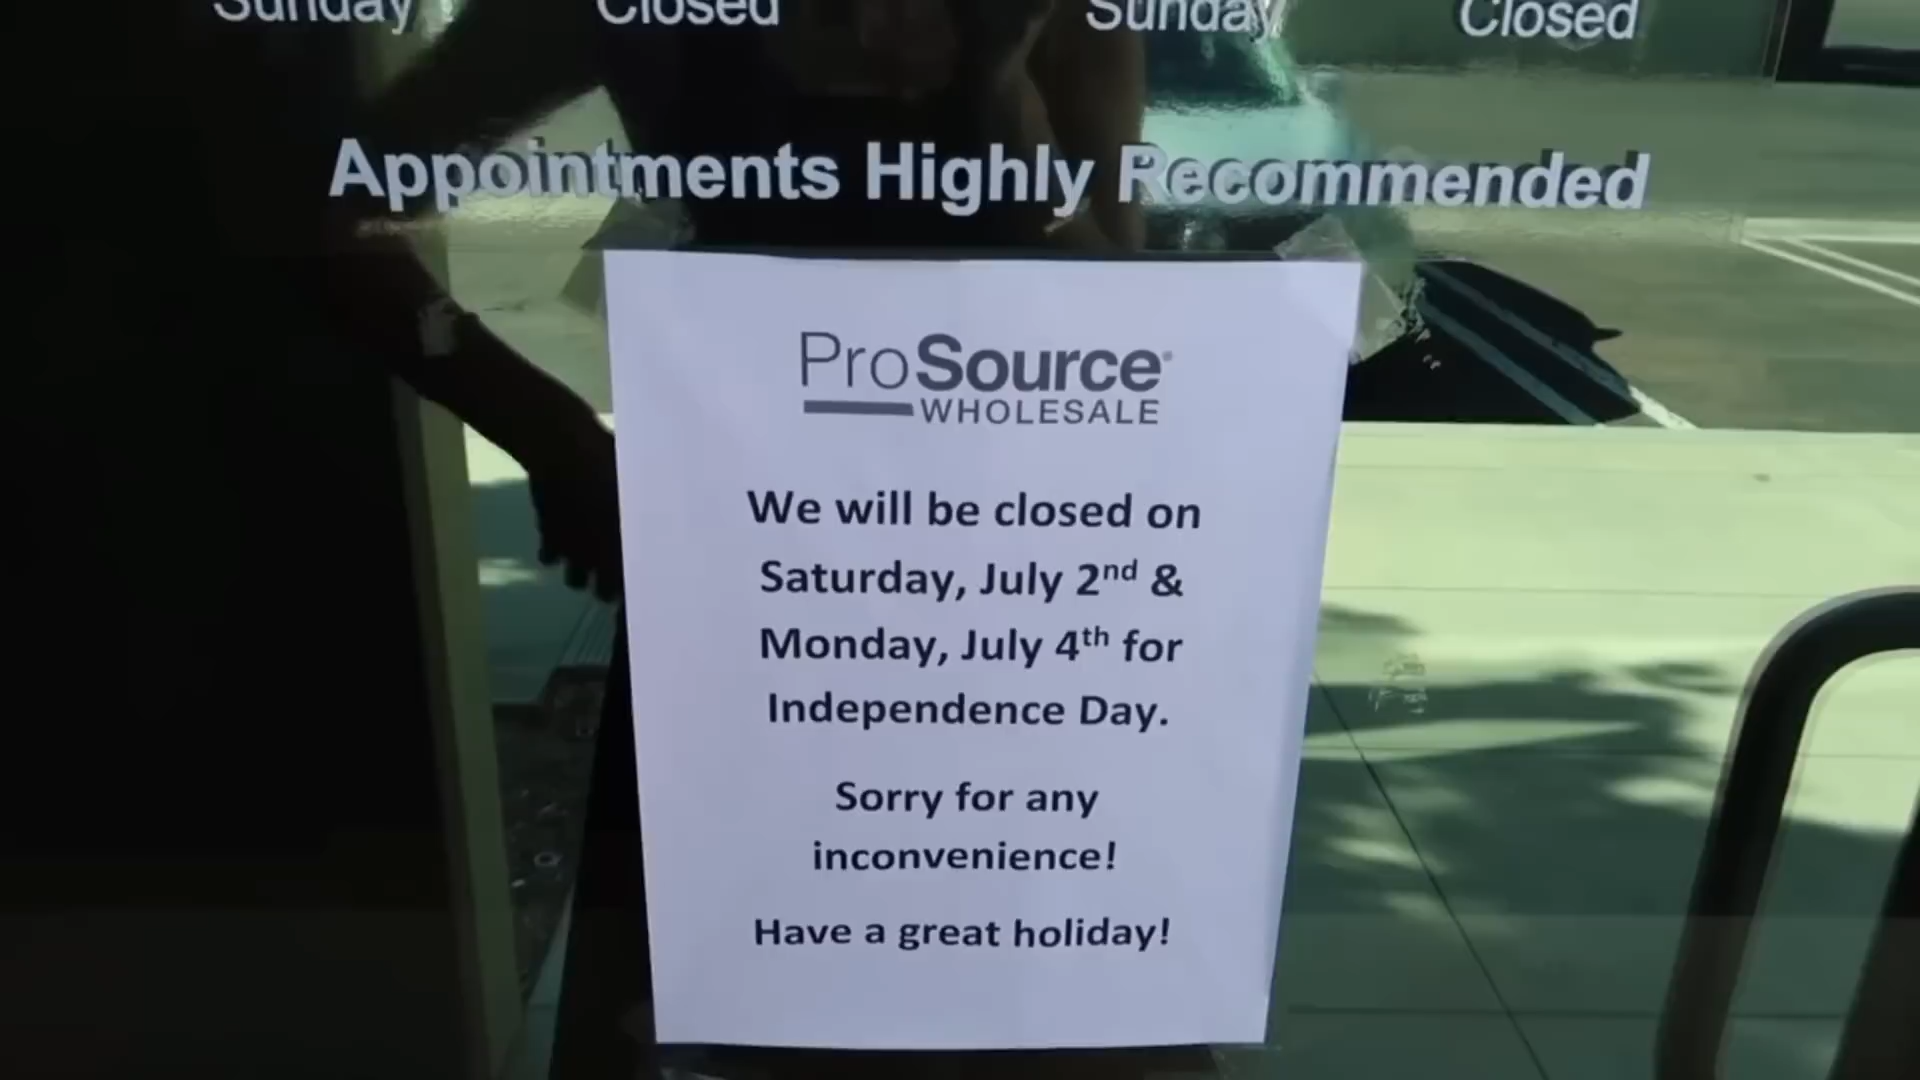 Sunday Closed Sunday Closed
Appointments Highly Recommended
ProSource
WHOLESALE
We will be closed on
Saturday, July 2nd &
Monday, July 4th for
Independence Day.
Sorry for any
inconvenience!
Have a great holiday!